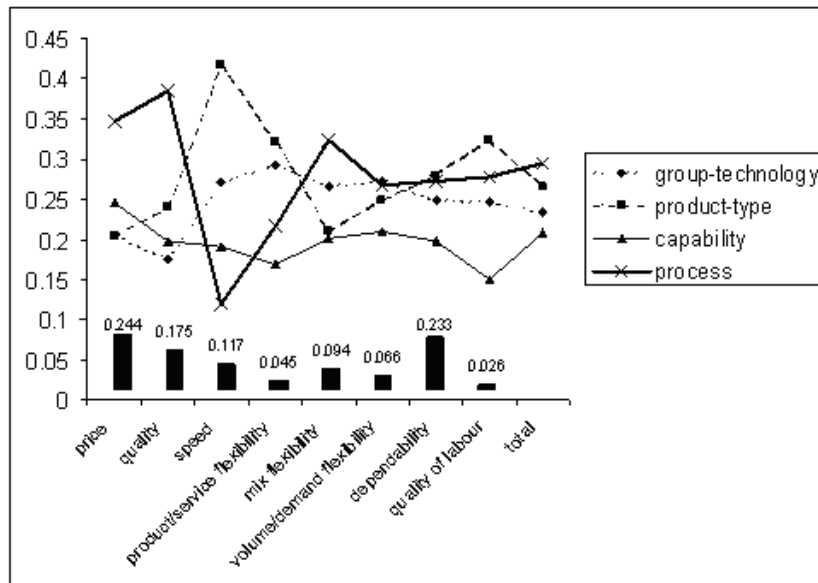 0.45
0.4
0.35
0.3
0.25
0.2
0.15
0.1
0.05
0
0.244
0.175
0.117
0.045
0.094
0.066
0.233
0.026
price
quality
speed
product/service flexibility
mix flexibility
volume/demand flexibility
dependability
quality of labour
total
group-technology
product-type
capability
process